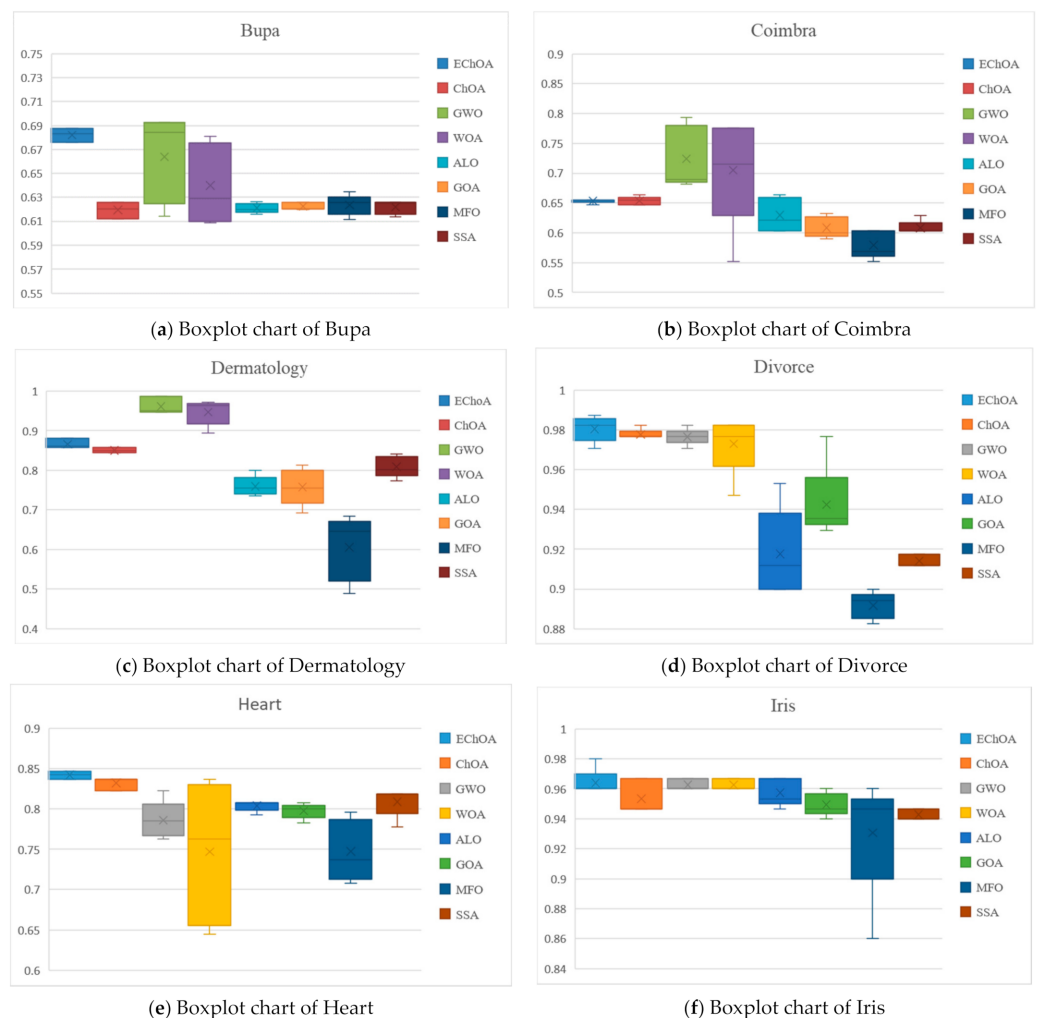 Bupa
0.75
0.73
0.71
0.69
0.67
0.65
0.63
0.61
0.59
0.57
0.55
EChOA
ChOA
GWO
WOA
ALO
GOA
MFO
SSA
(a) Boxplot chart of Bupa
Coimbra
0.9
0.8
0.75
0.7
0.65
0.6
0.55
0.5
EChOA
ChOA
GWO
WOA
ALO
GOA
MFO
SSA
(b) Boxplot chart of Coimbra
Dermatology
1
0.9
0.8
0.7
0.6
0.5
0.4
EChoA
ChOA
GWO
WOA
ALO
GOA
MFO
SSA
(c) Boxplot chart of Dermatology
Divorce
1
0.98
0.96
0.94
0.92
0.9
0.88
EChOA
ChOA
GWO
WOA
ALO
GOA
MFO
SSA
(d) Boxplot chart of Divorce
Heart
0.9
0.85
0.8
0.75
0.7
0.65
0.6
EChOA
ChOA
GWO
WOA
ALO
GOA
MFO
SSA
(e) Boxplot chart of Heart
Iris
1
0.98
0.96
0.94
0.92
0.9
0.88
0.86
0.84
EChOA
ChOA
GWO
WOA
ALO
GOA
MFO
SSA
(f) Boxplot chart of Iris